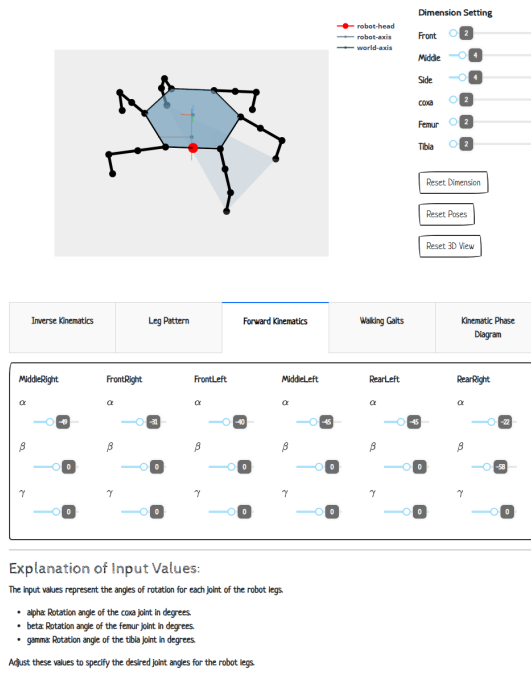 robot-head
robot-axis
world-axis
Dimension Setting
Front 2
Middle 4
Side 4
coxa 2
Femur 2
Tibia 2
Reset Dimension
Reset Poses
Reset 3D View
Inverse Kinematics
Leg Pattern
Forward Kinematics
Walking Gaits
Kinematic Phase
Diagram
MiddleRight FrontRight FrontLeft MiddleLeft RearLeft RearRight
α α α α α α
-49 -31 -40 -45 -45 -22
β β β β β β
0 0 0 0 0 -58
γ γ γ γ γ γ
0 0 0 0 0 0
Explanation of Input Values:
The input values represent the angles of rotation for each joint of the robot legs.
• alpha: Rotation angle of the coxa joint in degrees.
• beta: Rotation angle of the femur joint in degrees.
• gamma: Rotation angle of the tibia joint in degrees.
Adjust these values to specify the desired joint angles for the robot legs.